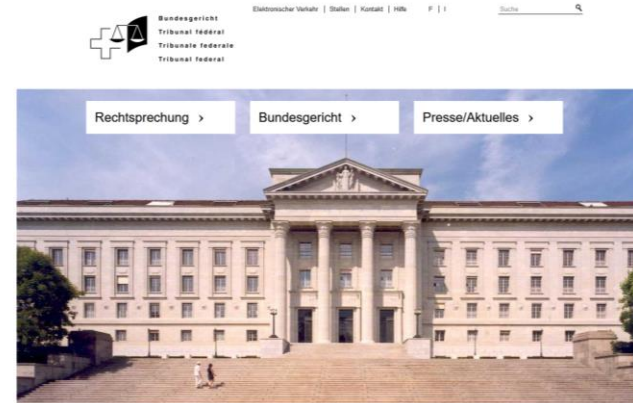 Elektronischer Verkehr | Stellen | Kontakt | Hilfe F | I
Suche
Bundesgericht
Tribunal fédéral
Tribunale federale
Tribunal federal
Rechtsprechung ›
Bundesgericht ›
Presse/Aktuelles ›